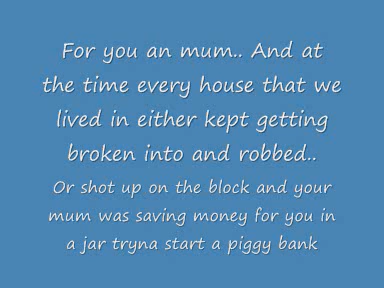 For you an mum.. And at
the time every house that we
lived in either kept getting
broken into and robbed..
Or shot up on the block and your
mum was saving money for you in
a jar tryna start a piggy bank